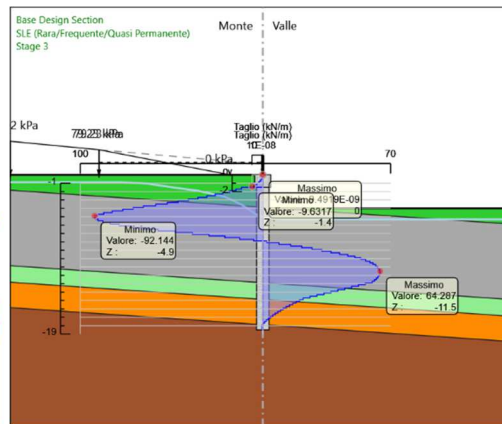 Base Design Section
SLE (Rara/Frequente/Quasi Permanente)
Stage 3
Monte
Valle
2 kPa
Taglio (kN/m)
Taglio (kN/m)
100
0 kPa
70
-1
-2
Massimo
Minimo
Valore: -9.6317
0
Z : -1.4
Minimo
Valore: -92.144
Z : -4.9
Massimo
Valore: 64.287
Z : -11.5
-19